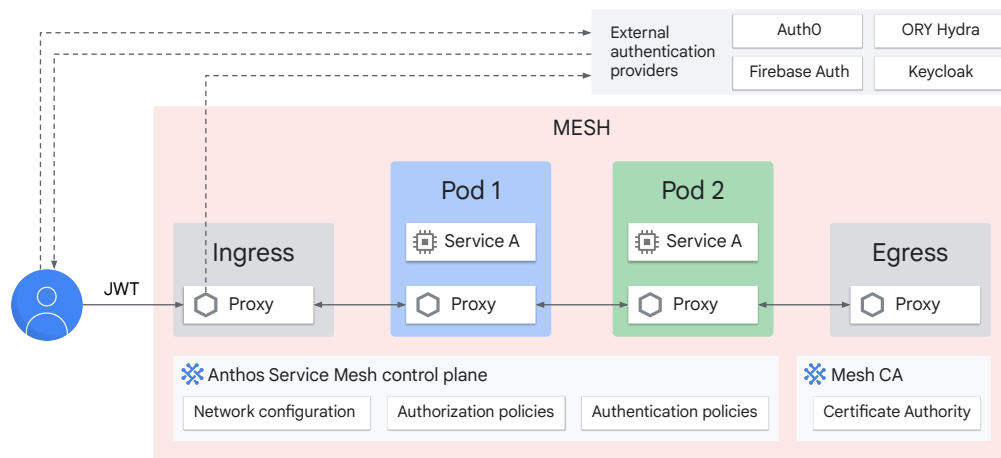 External
authentication
providers
Auth0
ORY Hydra
Firebase Auth
Keycloak
MESH
Pod 1
Pod 2
Service A
Service A
Ingress
Egress
JWT
Proxy
Proxy
Proxy
Proxy
Anthos Service Mesh control plane
Mesh CA
Network configuration
Authorization policies
Authentication policies
Certificate Authority